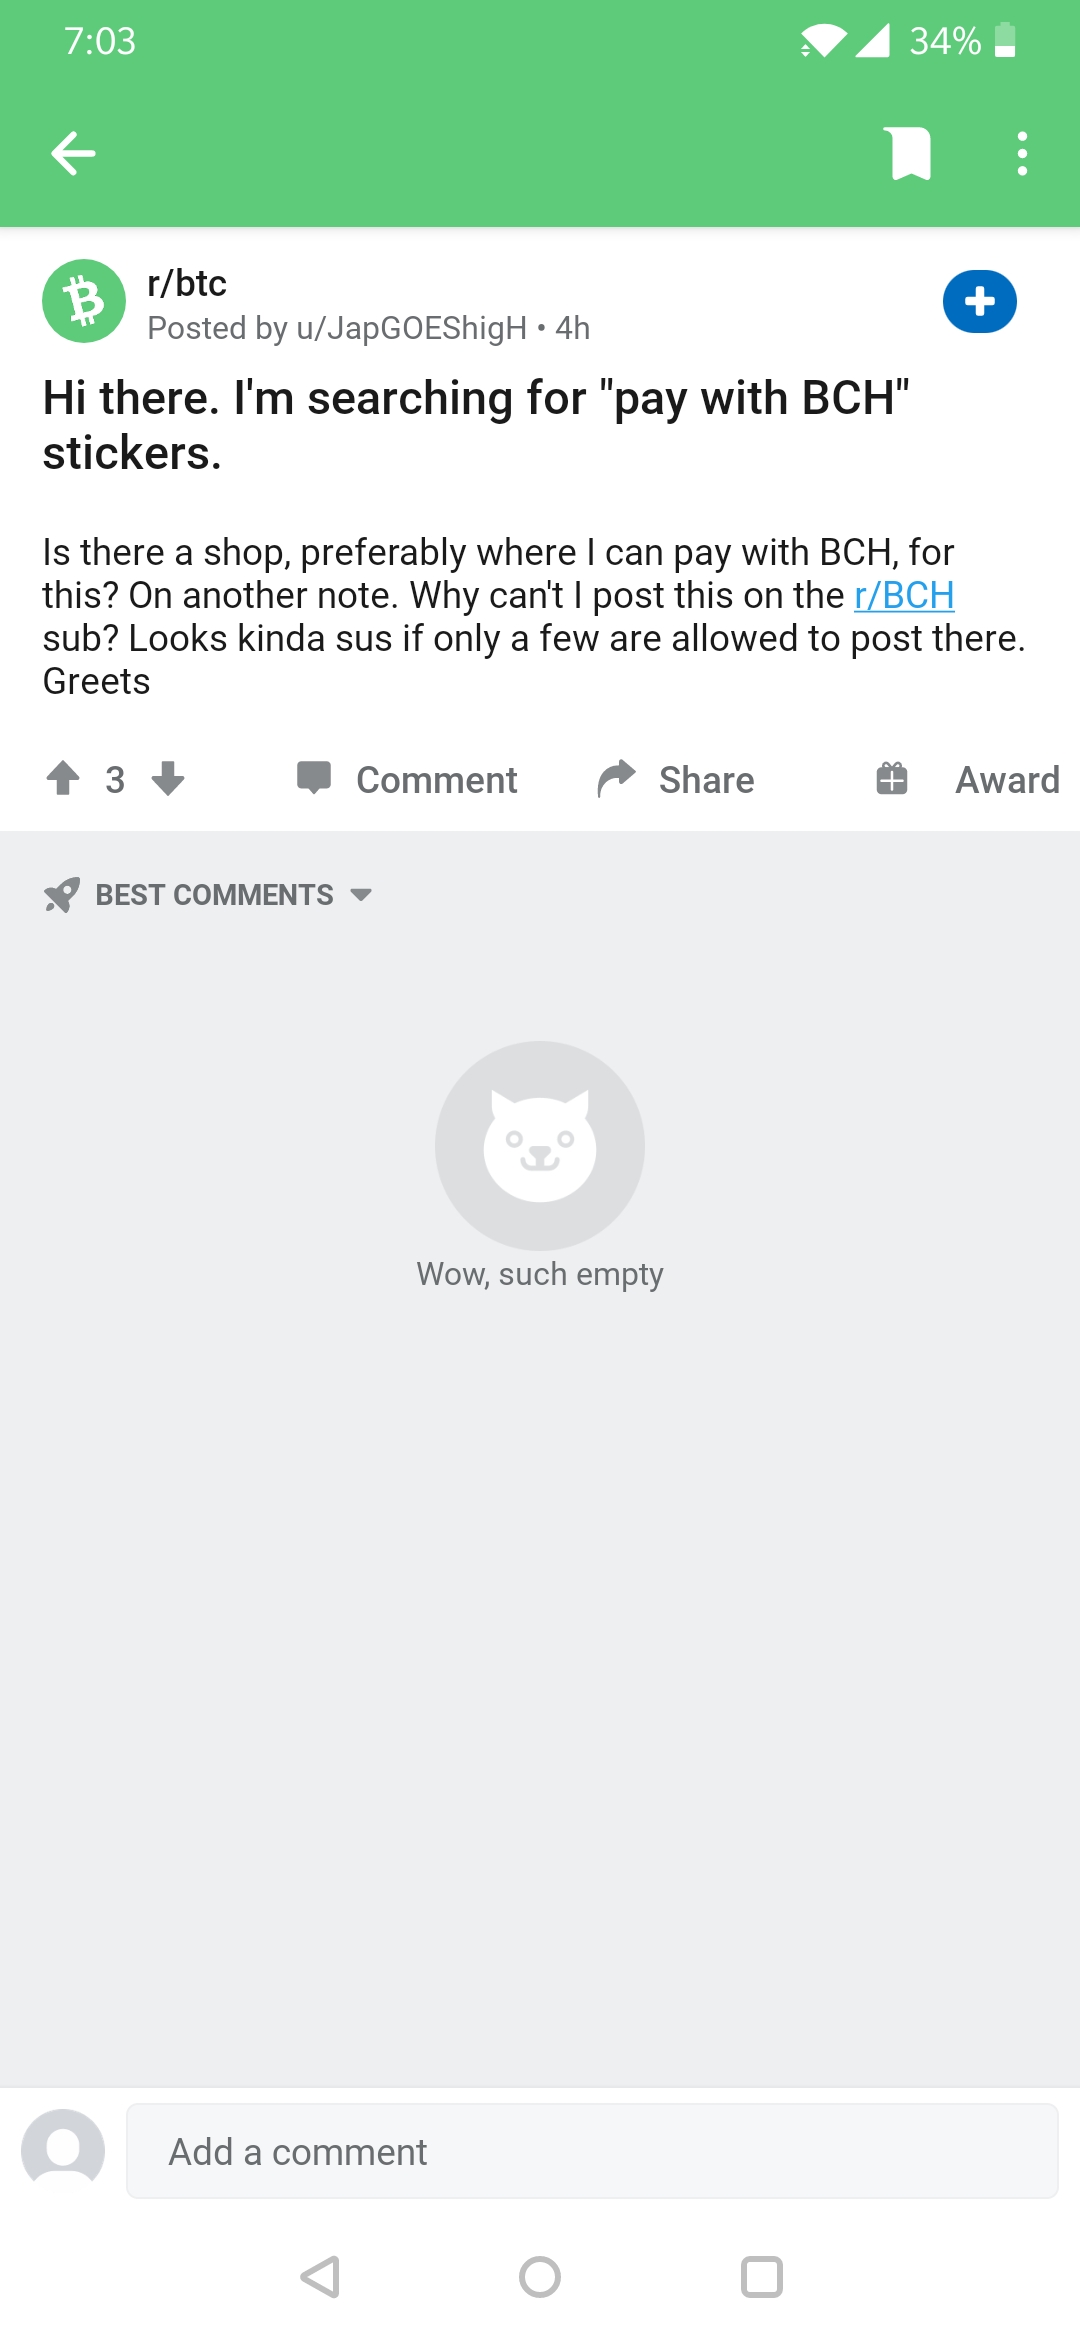 7:03
34%
r/btc
Posted by u/JapGOEShigH • 4h
Hi there. I'm searching for "pay with BCH"
stickers.
Is there a shop, preferably where I can pay with BCH, for
this? On another note. Why can't I post this on the r/BCH
sub? Looks kinda sus if only a few are allowed to post there.
Greets
3
Comment
Share
Award
BEST COMMENTS
Wow, such empty
Add a comment